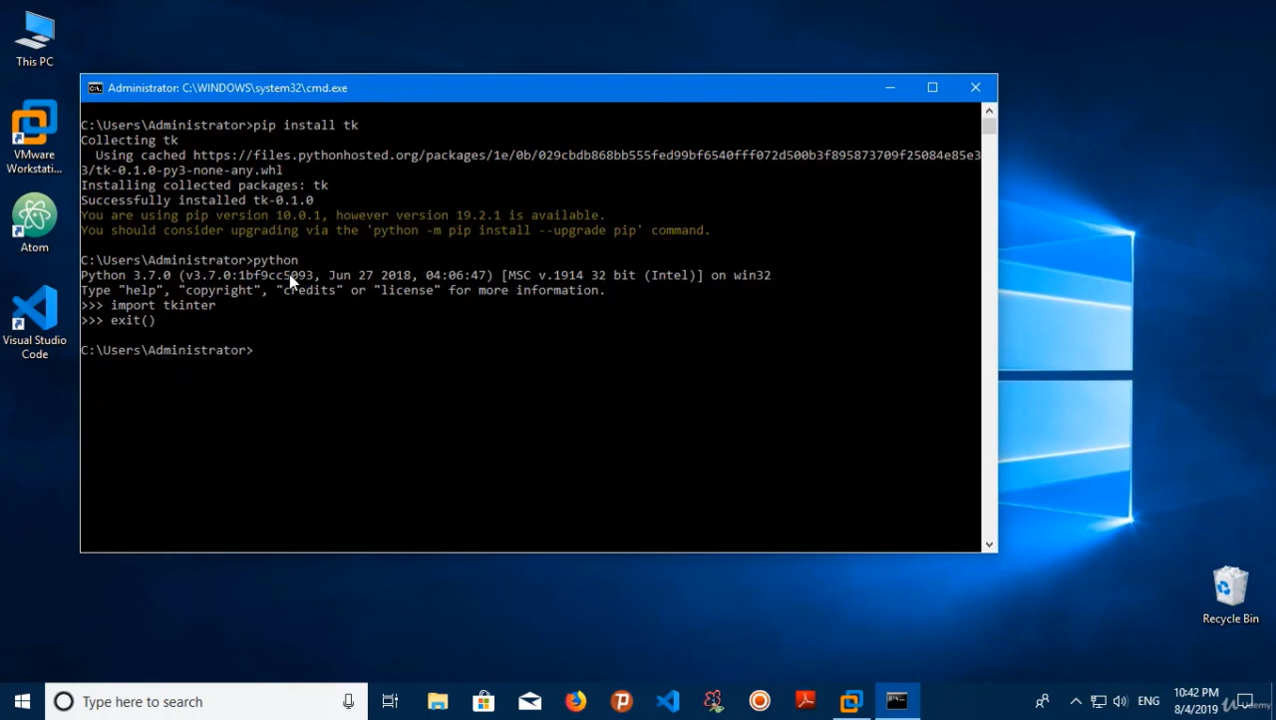 This PC
VMware
Workstati...
Atom
Visual Studio
Code
Administrator: C:\WINDOWS\system32\cmd.exe
C:\Users\Administrator>pip install tk
Collecting tk
  Using cached https://files.pythonhosted.org/packages/1e/0b/029cbdb868bb555fed99bf6540fff072d500b3f895873709f25084e85e3
3/tk-0.1.0-py3-none-any.whl
Installing collected packages: tk
Successfully installed tk-0.1.0
You are using pip version 10.0.1, however version 19.2.1 is available.
You should consider upgrading via the 'python -m pip install --upgrade pip' command.
C:\Users\Administrator>python
Python 3.7.0 (v3.7.0:1bf9cc5093, Jun 27 2018, 04:06:47) [MSC v.1914 32 bit (Intel)] on win32
Type "help", "copyright", "credits" or "license" for more information.
>>> import tkinter
>>> exit()
C:\Users\Administrator>
Recycle Bin
Type here to search
ENG
10:42 PM
8/4/2019
Udemy